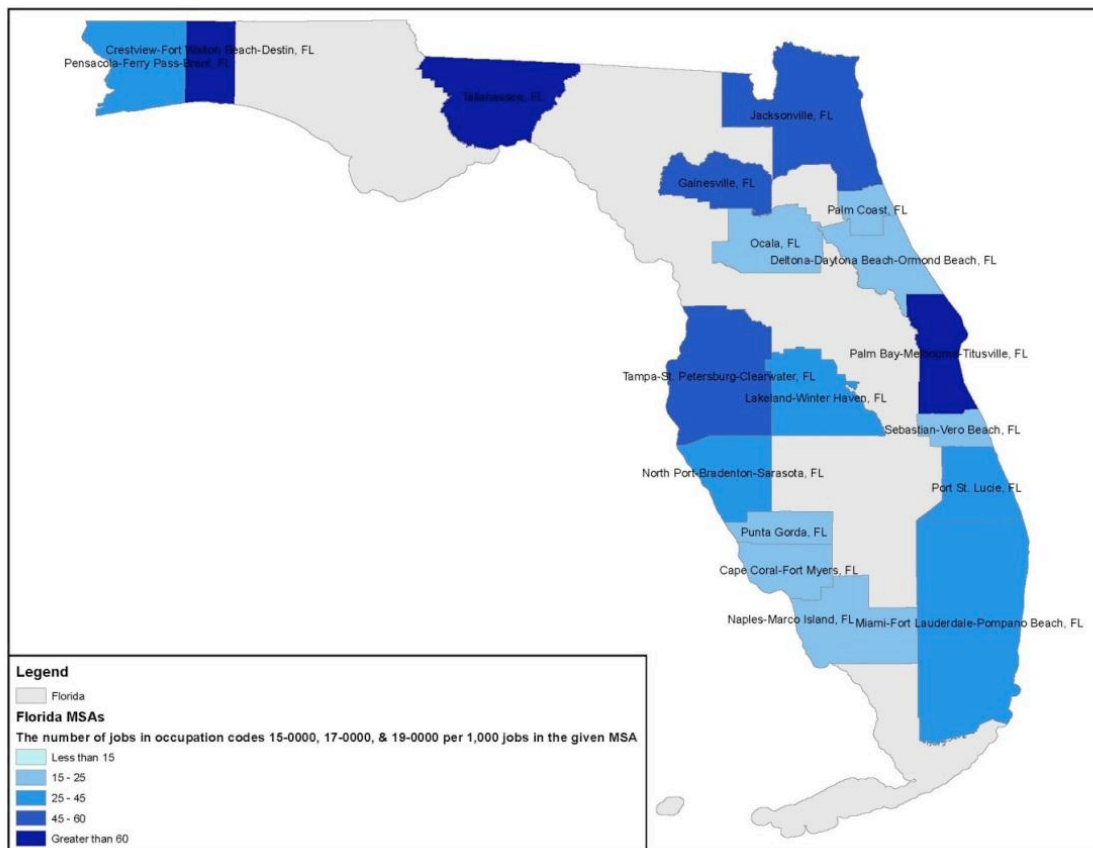 Crestview-Fort Walton Beach-Destin, FL
Pensacola-Ferry Pass-Brent, FL
Tallahassee, FL
Jacksonville, FL
Gainesville, FL
Palm Coast, FL
Ocala, FL
Deltona-Daytona Beach-Ormond Beach, FL
Palm Bay-Melbourne-Titusville, FL
Tampa-St. Petersburg-Clearwater, FL
Lakeland-Winter Haven, FL
Sebastian-Vero Beach, FL
North Port-Bradenton-Sarasota, FL
Port St. Lucie, FL
Punta Gorda, FL
Cape Coral-Fort Myers, FL
Naples-Marco Island, FL
Miami-Fort Lauderdale-Pompano Beach, FL
Legend
Florida
Florida MSAs
The number of jobs in occupation codes 15-0000, 17-0000, & 19-0000 per 1,000 jobs in the given MSA
Less than 15
15 - 25
25 - 45
45 - 60
Greater than 60